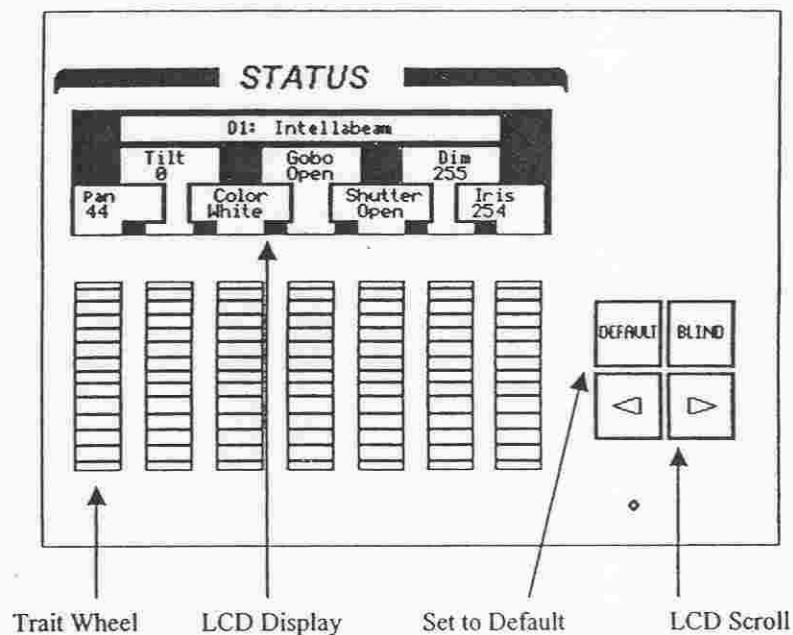 STATUS
01: Intellabeam
Tilt Gobo Dim
0 Open 255
Pan Color Shutter Iris
44 White Open 254
DEFAULT BLIND
Trait Wheel LCD Display Set to Default LCD Scroll